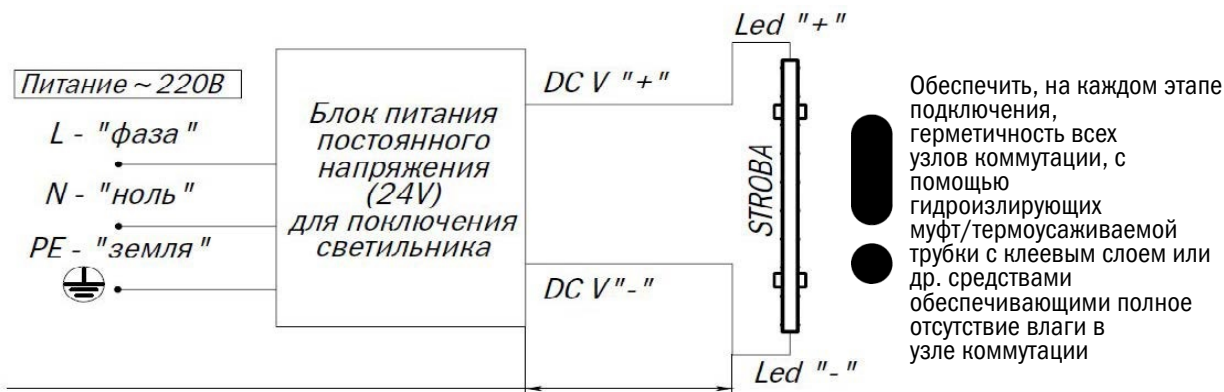 Питание ~ 220В
L - "фаза"
N - "ноль"
PE - "земля"
Блок питания
постоянного
напряжения
(24V)
для поключения
светильника
DC V "+"
DC V "-"
Led "+"
STROBA
Led "-"
Обеспечить, на каждом этапе
подключения,
герметичность всех
узлов коммутации, с
помощью
гидроизлирующих
муфт/термоусаживаемой
трубки с клеевым слоем или
др. средствами
обеспечивающими полное
отсутствие влаги в
узле коммутации